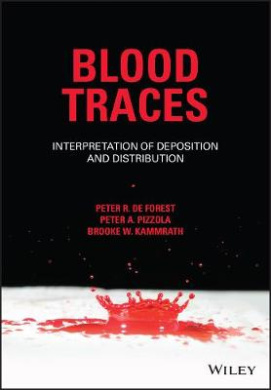 BLOOD
TRACES
INTERPRETATION OF DEPOSITION
AND DISTRIBUTION
PETER R. DE FOREST
PETER A. PIZZOLA
BROOKE W. KAMMRATH
WILEY